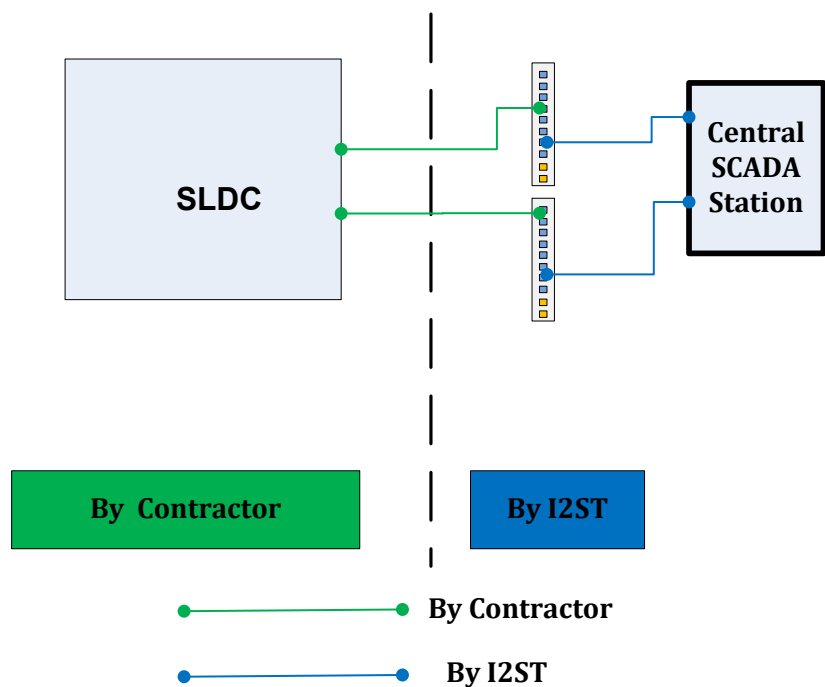 SLDC
Central
SCADA
Station
By Contractor
By I2ST
By Contractor
By I2ST